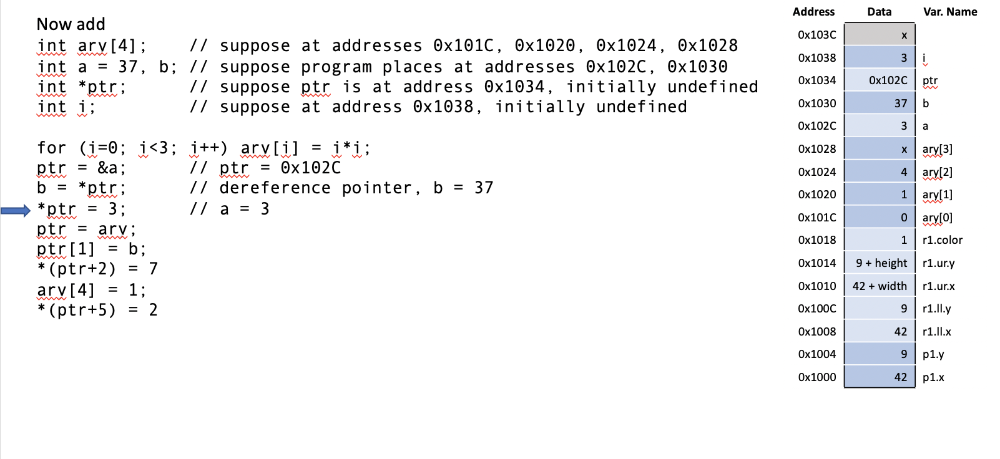 Now add
int arv[4]; // suppose at addresses 0x101C, 0x1020, 0x1024, 0x1028
int a = 37, b; // suppose program places at addresses 0x102C, 0x1030
int *ptr; // suppose ptr is at address 0x1034, initially undefined
int i; // suppose at address 0x1038, initially undefined
for (i=0; i<3; i++) arv[i] = i*i;
ptr = &a; // ptr = 0x102C
b = *ptr; // dereference pointer, b = 37
*ptr = 3; // a = 3
ptr = arv;
ptr[1] = b;
*(ptr+2) = 7
arv[4] = 1;
*(ptr+5) = 2
Address Data Var. Name
0x103C x
0x1038 3 i
0x1034 0x102C ptr
0x1030 37 b
0x102C 3 a
0x1028 x ary[3]
0x1024 4 ary[2]
0x1020 1 ary[1]
0x101C 0 ary[0]
0x1018 1 r1.color
0x1014 9 + height r1.ur.y
0x1010 42 + width r1.ur.x
0x100C 9 r1.ll.y
0x1008 42 r1.ll.x
0x1004 9 p1.y
0x1000 42 p1.x